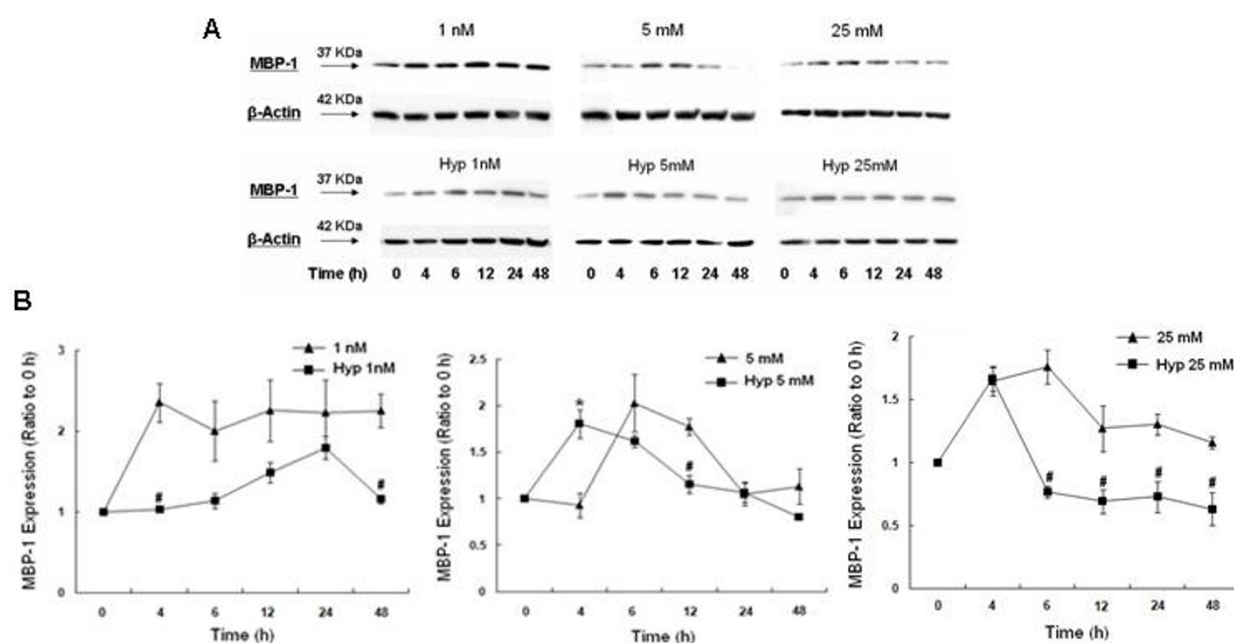 A
1 nM 5 mM 25 mM
MBP-1 37 KDa
β-Actin 42 KDa
Hyp 1nM Hyp 5mM Hyp 25mM
MBP-1 37 KDa
β-Actin 42 KDa
Time (h) 0 4 6 12 24 48 0 4 6 12 24 48 0 4 6 12 24 48
B
MBP-1 Expression (Ratio to 0 h)
3
2
1
0
1 nM
Hyp 1nM
# #
0 4 6 12 24 48
Time (h)
MBP-1 Expression (Ratio to 0 h)
2.5
2
1.5
1
0.5
0
5 mM
Hyp 5 mM
* #
0 4 6 12 24 48
Time (h)
MBP-1 Expression (Ratio to 0 h)
2
1.5
1
0.5
0
25 mM
Hyp 25 mM
# # # #
0 4 6 12 24 48
Time (h)